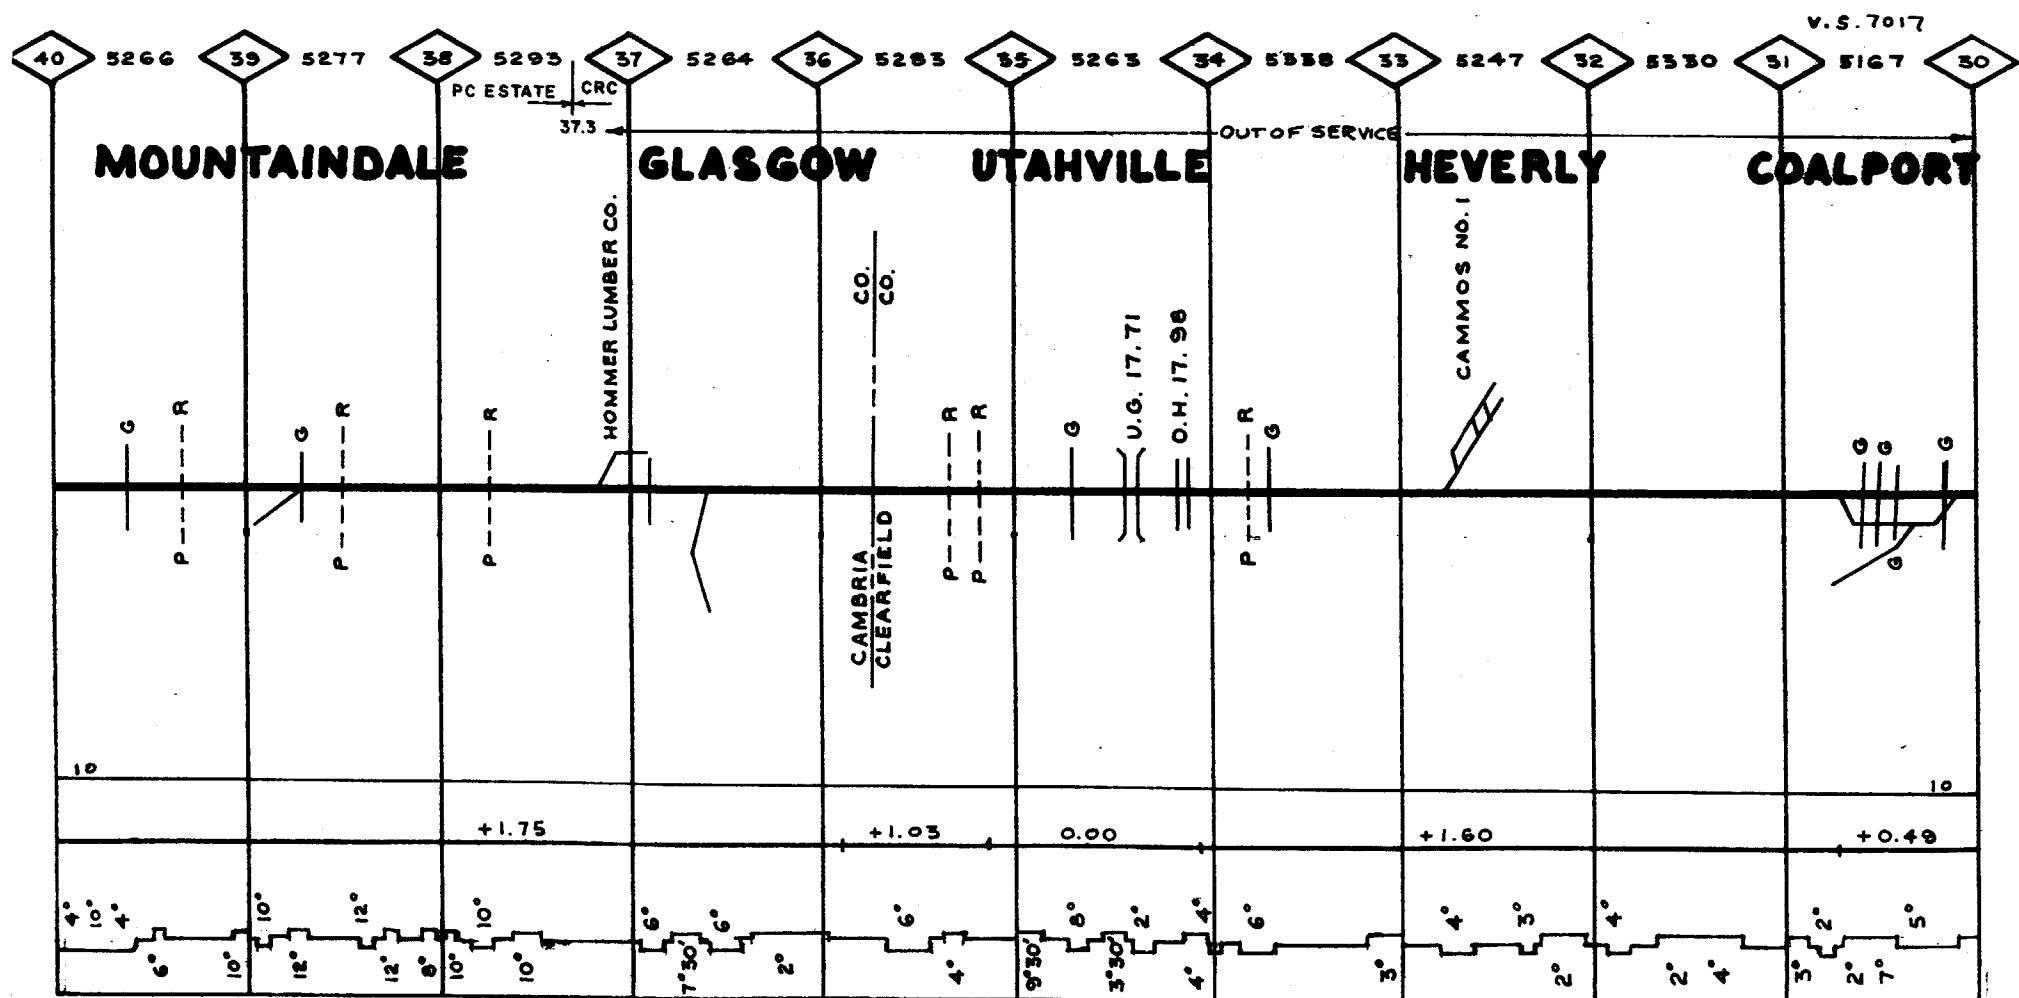 V.S. 7017
40 5266 39 5277 38 5293 37 5264 36 5283 35 5263 34 5338 33 5247 32 5330 31 5167 30
PC ESTATE CRC
37.3 OUT OF SERVICE
MOUNTAINDALE GLASGOW UTAHVILLE HEVERLY COALPORT
HOMMER LUMBER CO.
CO.
CO.
CAMBRIA
CLEARFIELD
U.G. 17.71
O.H. 17.98
CAMMOS NO. 1
G R G R R R R G R G G G G
P P P P P P G
10 10
+1.75 +1.03 0.00 +1.60 +0.49
4° 10° 4° 10° 12° 10° 6° 6° 6° 8° 2° 4° 6° 4° 3° 4° 2° 5°
6° 10° 12° 12° 8° 10° 10° 7°30' 2° 4° 9°30' 3°30' 4° 3° 2° 2° 4° 3° 2° 7°